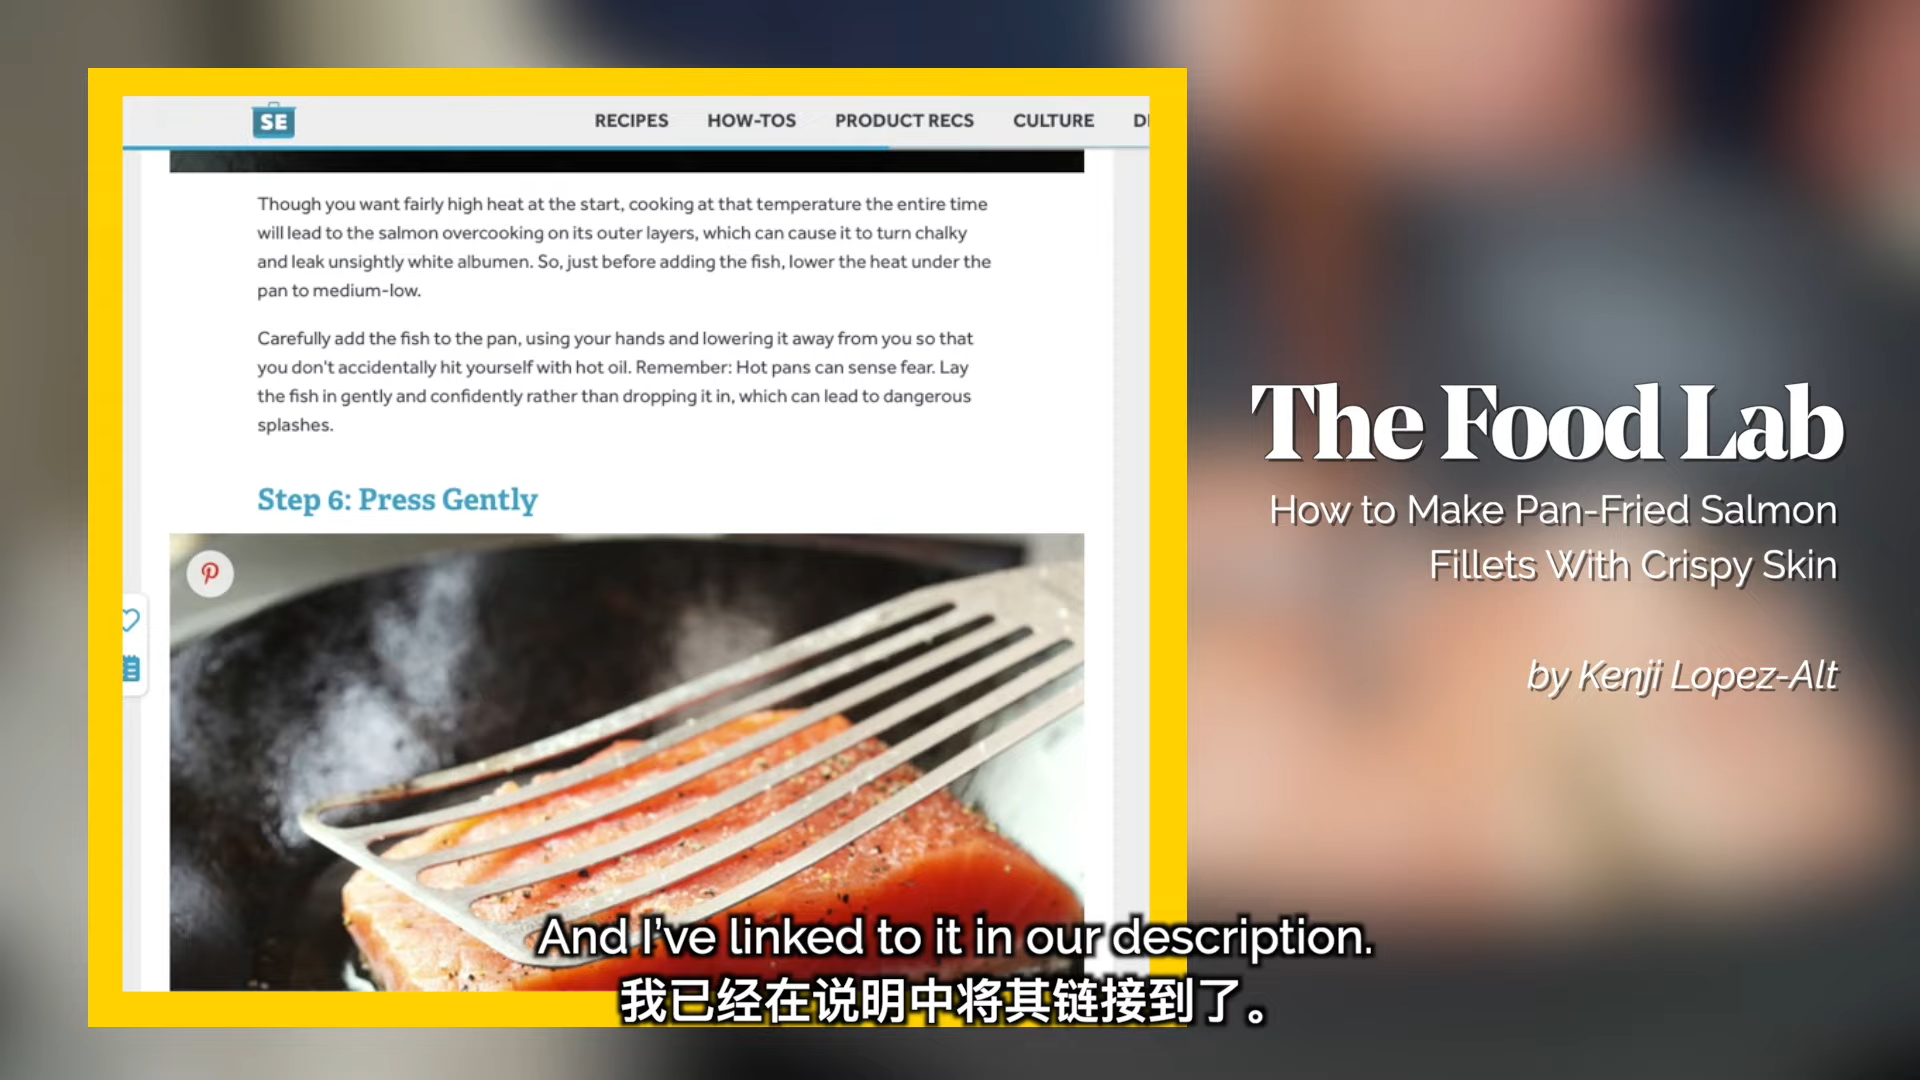 SE
RECIPES HOW-TOS PRODUCT RECS CULTURE
Though you want fairly high heat at the start, cooking at that temperature the entire time
will lead to the salmon overcooking on its outer layers, which can cause it to turn chalky
and leak unsightly white albumen. So, just before adding the fish, lower the heat under the
pan to medium-low.
Carefully add the fish to the pan, using your hands and lowering it away from you so that
you don't accidentally hit yourself with hot oil. Remember: Hot pans can sense fear. Lay
the fish in gently and confidently rather than dropping it in, which can lead to dangerous
splashes.
Step 6: Press Gently
The Food Lab
How to Make Pan-Fried Salmon
Fillets With Crispy Skin
by Kenji Lopez-Alt
And I've linked to it in our description.
我已经在说明中将其链接到了。